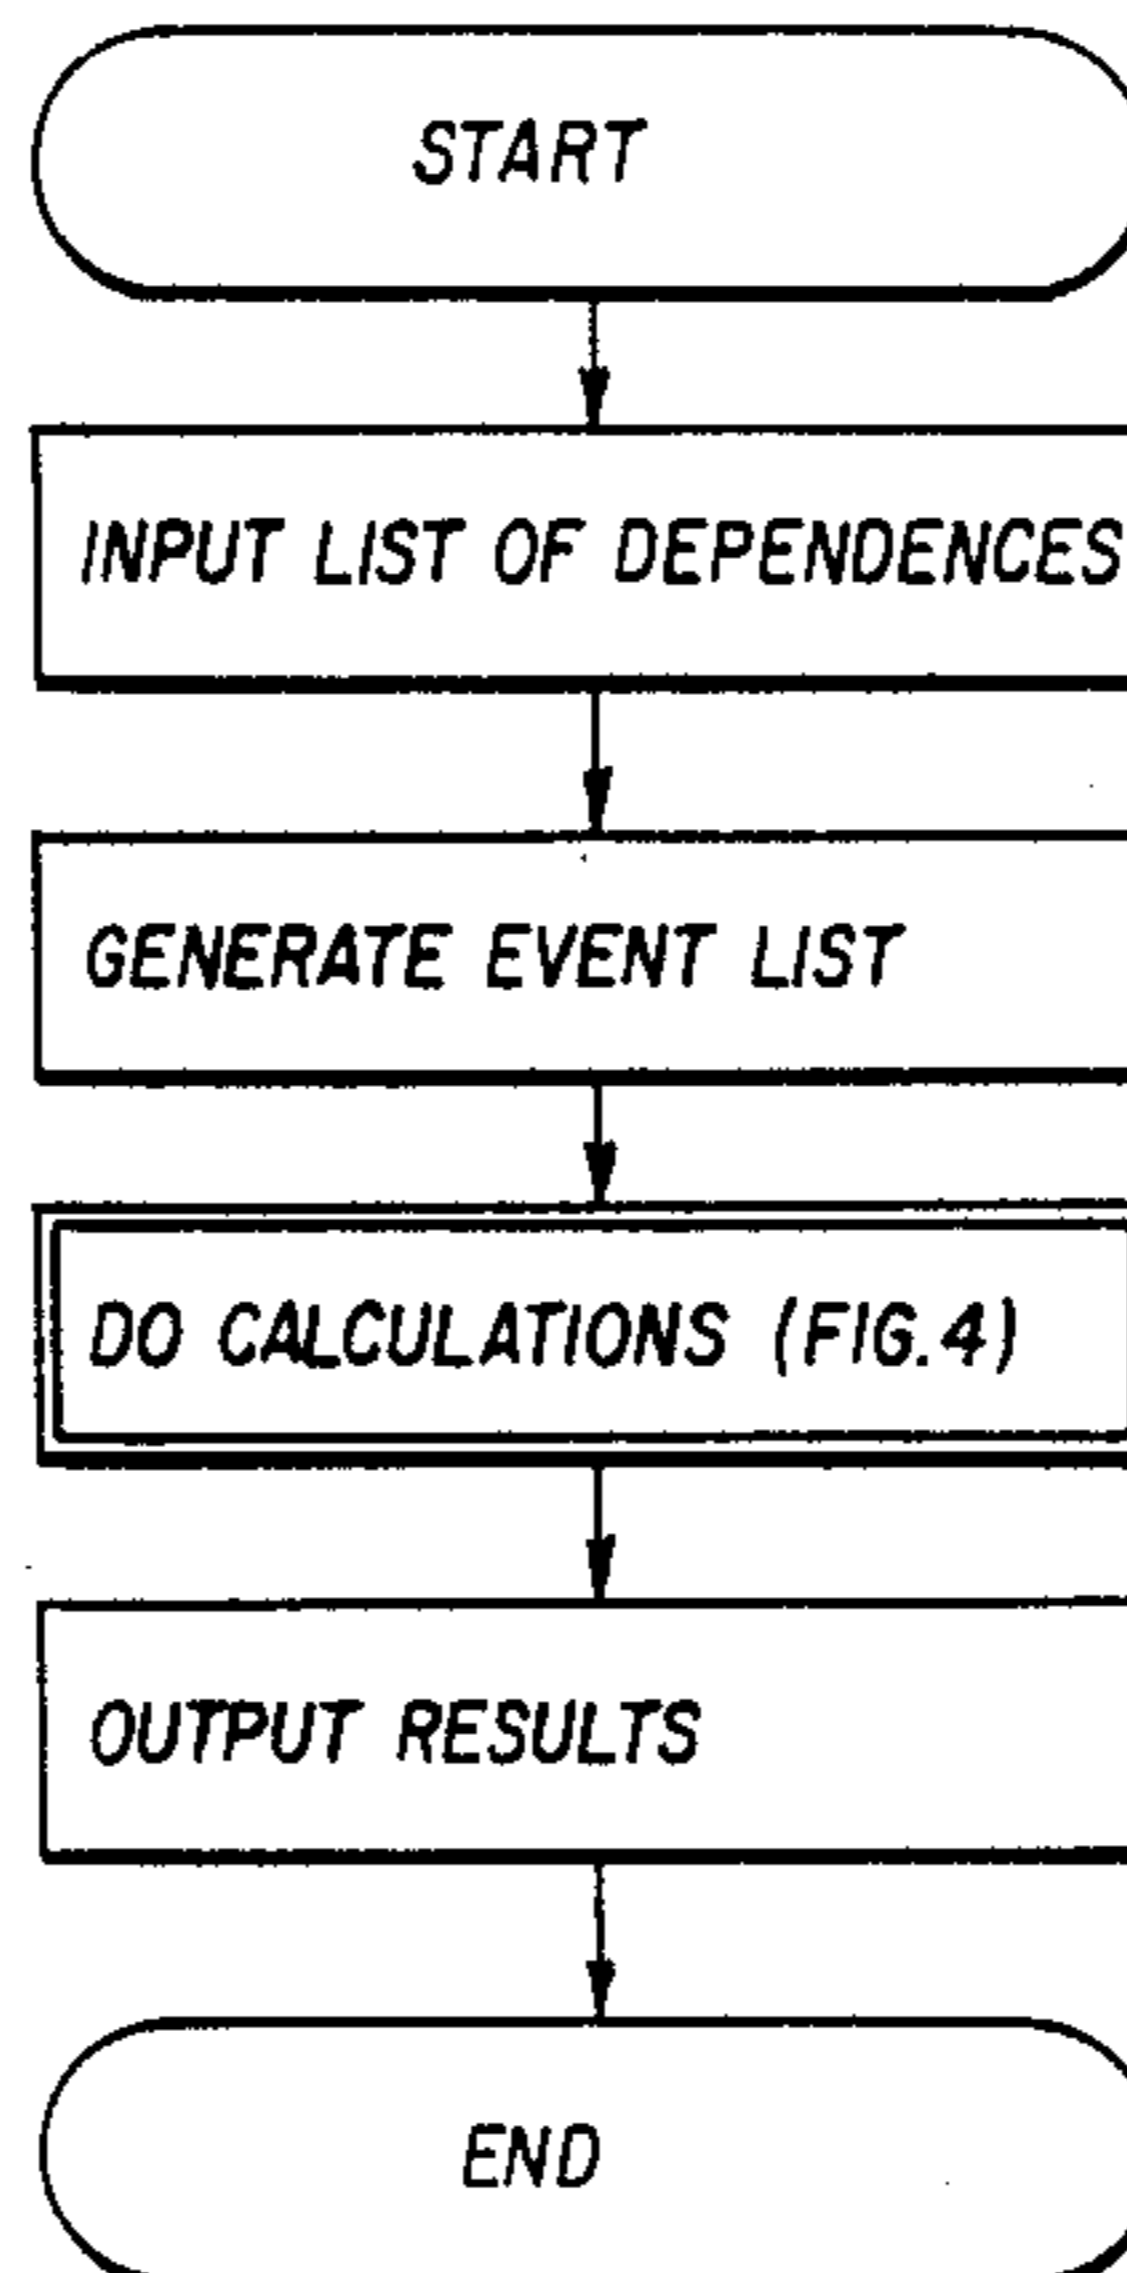 START
INPUT LIST OF DEPENDENCES
GENERATE EVENT LIST
DO CALCULATIONS (FIG.4)
OUTPUT RESULTS
END